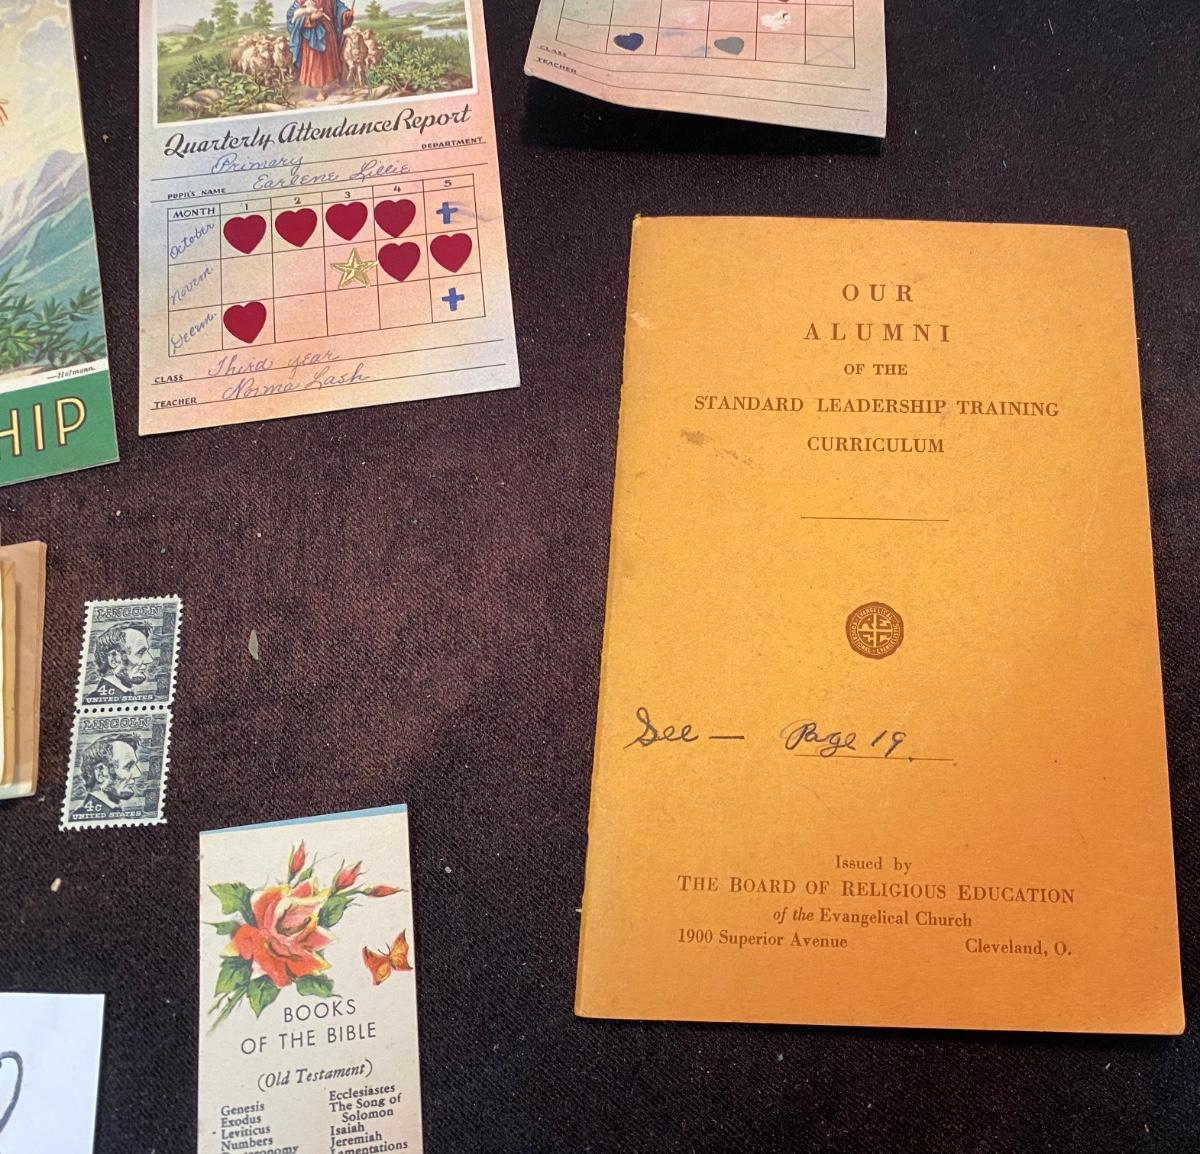 Quarterly Attendance Report
Primary DEPARTMENT
PUPIL'S NAME Earlene Lillie
MONTH 1 2 3 4 5
October
Novem.
Decem.
CLASS Third year
TEACHER Norma Lash
CLASS
TEACHER
—Hofmann.
HIP
OUR
ALUMNI
OF THE
STANDARD LEADERSHIP TRAINING
CURRICULUM
See — Page 19.
Issued by
THE BOARD OF RELIGIOUS EDUCATION
of the Evangelical Church
1900 Superior Avenue Cleveland, O.
LINCOLN
4c
UNITED STATES
LINCOLN
4c
UNITED STATES
BOOKS
OF THE BIBLE
(Old Testament)
Genesis
Exodus
Leviticus
Numbers
Ecclesiastes
The Song of
Solomon
Isaiah
Jeremiah
Lamentations